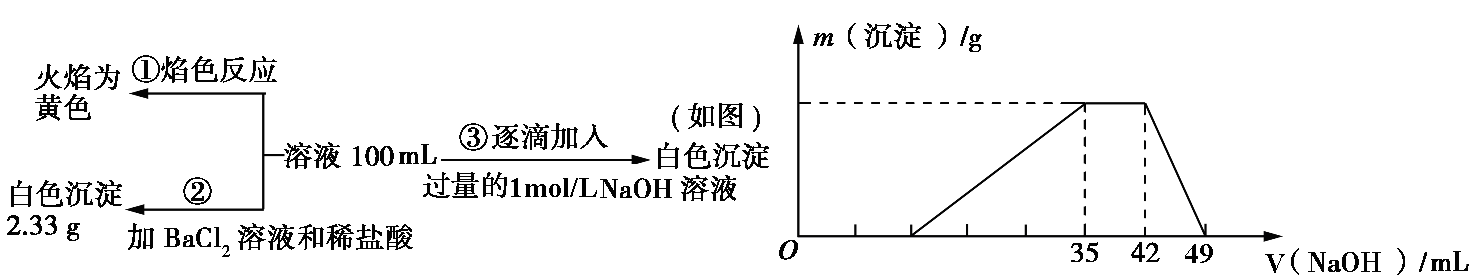 火焰为
黄色
①焰色反应
白色沉淀
2.33 g
②
加 BaCl₂ 溶液和稀盐酸
溶液 100 mL
③逐滴加入
过量的1mol/LNaOH 溶液
(如图)
白色沉淀
m（沉淀 ）/g
O
35 42 49
V（NaOH ）/mL